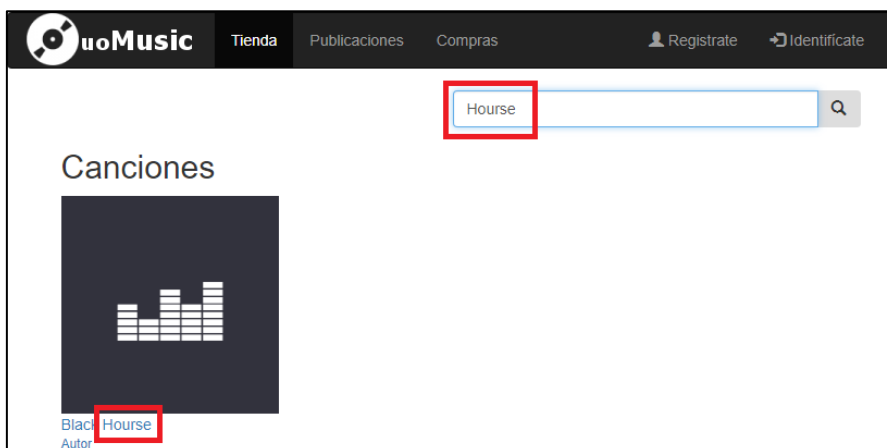 uoMusic Tienda Publicaciones Compras Registrate Identifícate
Hourse
Canciones
Black Hourse
Autor